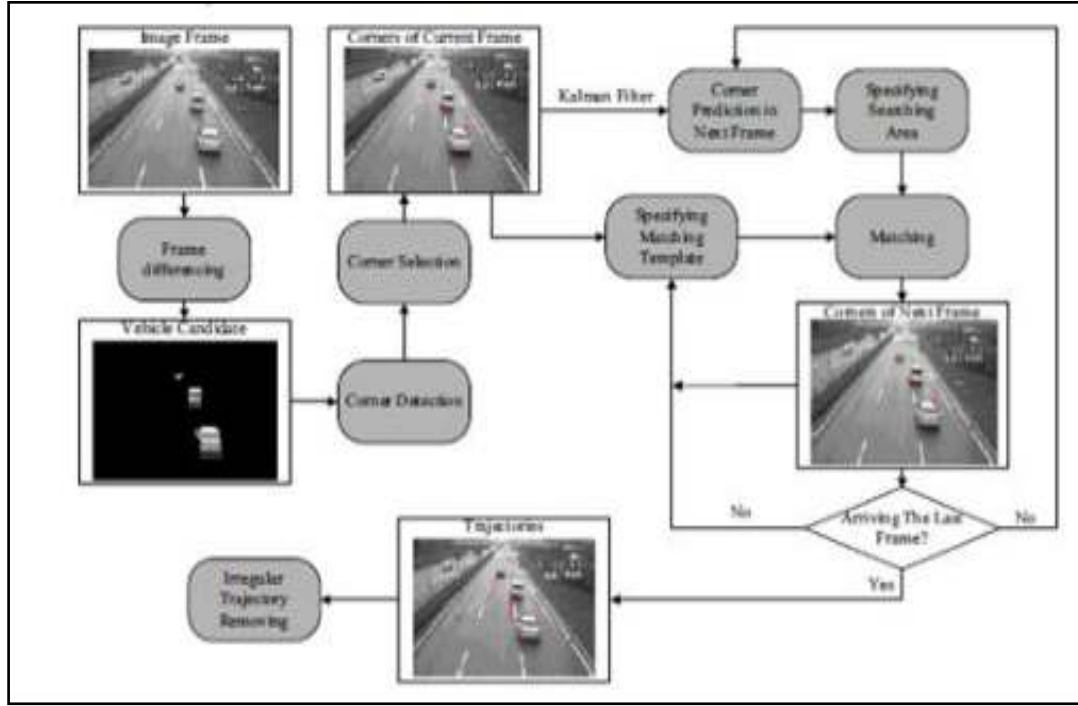 Image Frame
Corners of Current Frame
Kalman Filter
Corner
Prediction in
Next Frame
Specifying
Searching
Area
Frame
differencing
Corner Selection
Specifying
Matching
Template
Matching
Vehicle Candidate
Corner Detection
Corners of Next Frame
No
Arriving The Last
Frame?
No
Yes
Trajectories
Irregular
Trajectory
Removing